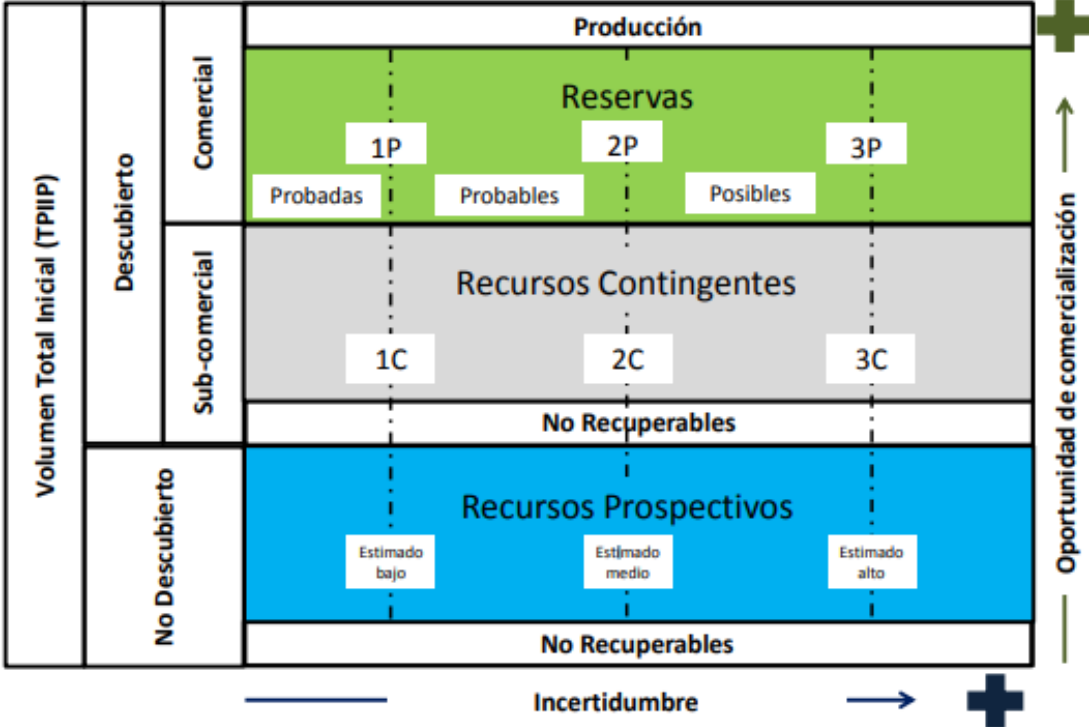 Producción
Reservas
1P
2P
3P
Probadas
Probables
Posibles
Recursos Contingentes
1C
2C
3C
No Recuperables
Recursos Prospectivos
Estimado
bajo
Estimado
medio
Estimado
alto
No Recuperables
Volumen Total Inicial (TPIIP)
Descubierto
No Descubierto
Comercial
Sub-comercial
Oportunidad de comercialización
Incertidumbre